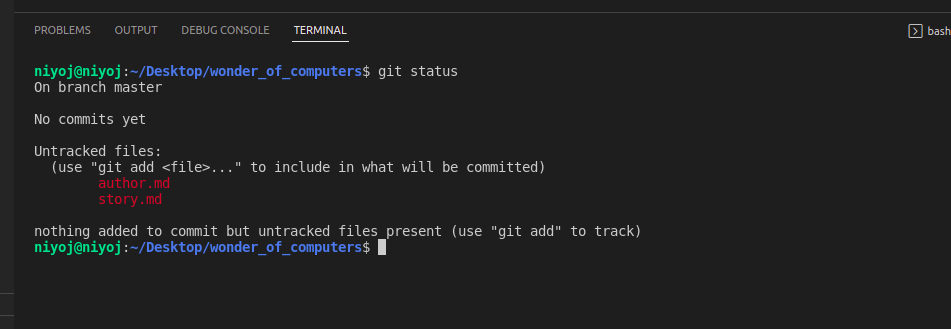 PROBLEMS OUTPUT DEBUG CONSOLE TERMINAL bash
niyoj@niyoj:~/Desktop/wonder_of_computers$ git status
On branch master
No commits yet
Untracked files:
(use "git add <file>..." to include in what will be committed)
author.md
story.md
nothing added to commit but untracked files present (use "git add" to track)
niyoj@niyoj:~/Desktop/wonder_of_computers$